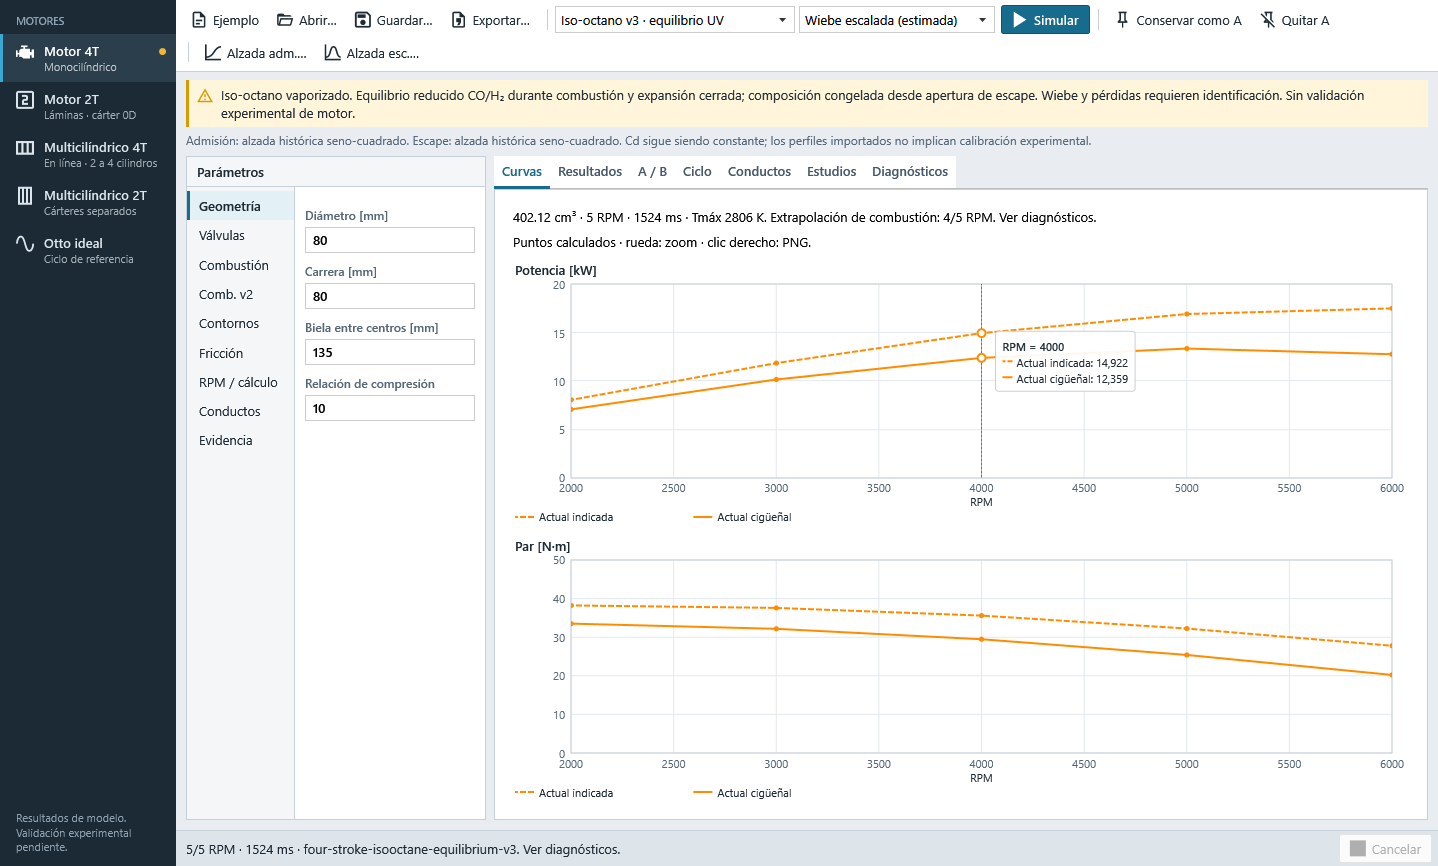 MOTORES
Motor 4T
Monocilíndrico
Motor 2T
Láminas · cárter 0D
Multicilíndrico 4T
En línea · 2 a 4 cilindros
Multicilíndrico 2T
Cárteres separados
Otto ideal
Ciclo de referencia
Resultados de modelo.
Validación experimental
pendiente.
Ejemplo
Abrir...
Guardar...
Exportar...
Iso-octano v3 · equilibrio UV
Wiebe escalada (estimada)
Simular
Conservar como A
Quitar A
Alzada adm....
Alzada esc....
Iso-octano vaporizado. Equilibrio reducido CO/H₂ durante combustión y expansión cerrada; composición congelada desde apertura de escape. Wiebe y pérdidas requieren identificación. Sin validación
experimental de motor.
Admisión: alzada histórica seno-cuadrado. Escape: alzada histórica seno-cuadrado. Cd sigue siendo constante; los perfiles importados no implican calibración experimental.
Parámetros
Geometría
Válvulas
Combustión
Comb. v2
Contornos
Fricción
RPM / cálculo
Conductos
Evidencia
Diámetro [mm]
80
Carrera [mm]
80
Biela entre centros [mm]
135
Relación de compresión
10
Curvas
Resultados
A / B
Ciclo
Conductos
Estudios
Diagnósticos
402.12 cm³ · 5 RPM · 1524 ms · Tmáx 2806 K. Extrapolación de combustión: 4/5 RPM. Ver diagnósticos.
Puntos calculados · rueda: zoom · clic derecho: PNG.
Potencia [kW]
20
15
10
5
0
RPM = 4000
Actual indicada: 14,922
Actual cigüeñal: 12,359
2000 2500 3000 3500 4000 4500 5000 5500 6000
RPM
Actual indicada
Actual cigüeñal
Par [N·m]
50
40
30
20
10
0
2000 2500 3000 3500 4000 4500 5000 5500 6000
RPM
Actual indicada
Actual cigüeñal
5/5 RPM · 1524 ms · four-stroke-isooctane-equilibrium-v3. Ver diagnósticos.
Cancelar